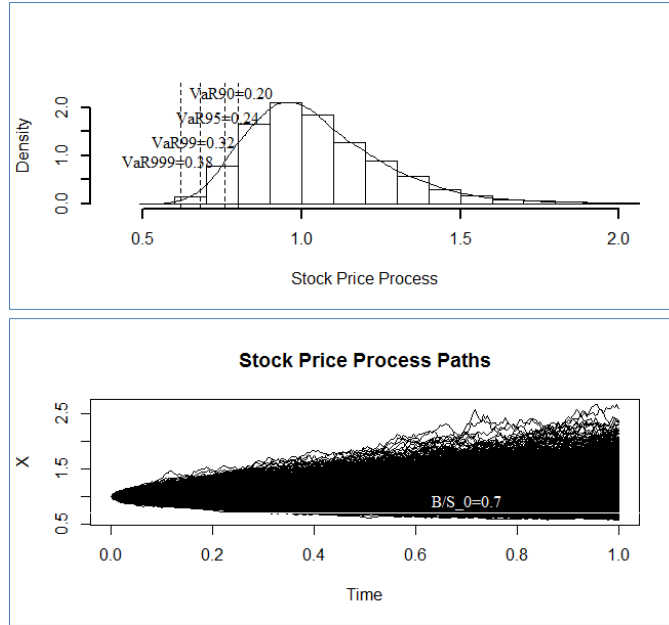 VaR90=0.20
VaR95=0.24
VaR99=0.32
VaR999=0.38
Density
0.0 1.0 2.0
0.5 1.0 1.5 2.0
Stock Price Process
Stock Price Process Paths
X
0.5 1.5 2.5
B/S_0=0.7
0.0 0.2 0.4 0.6 0.8 1.0
Time